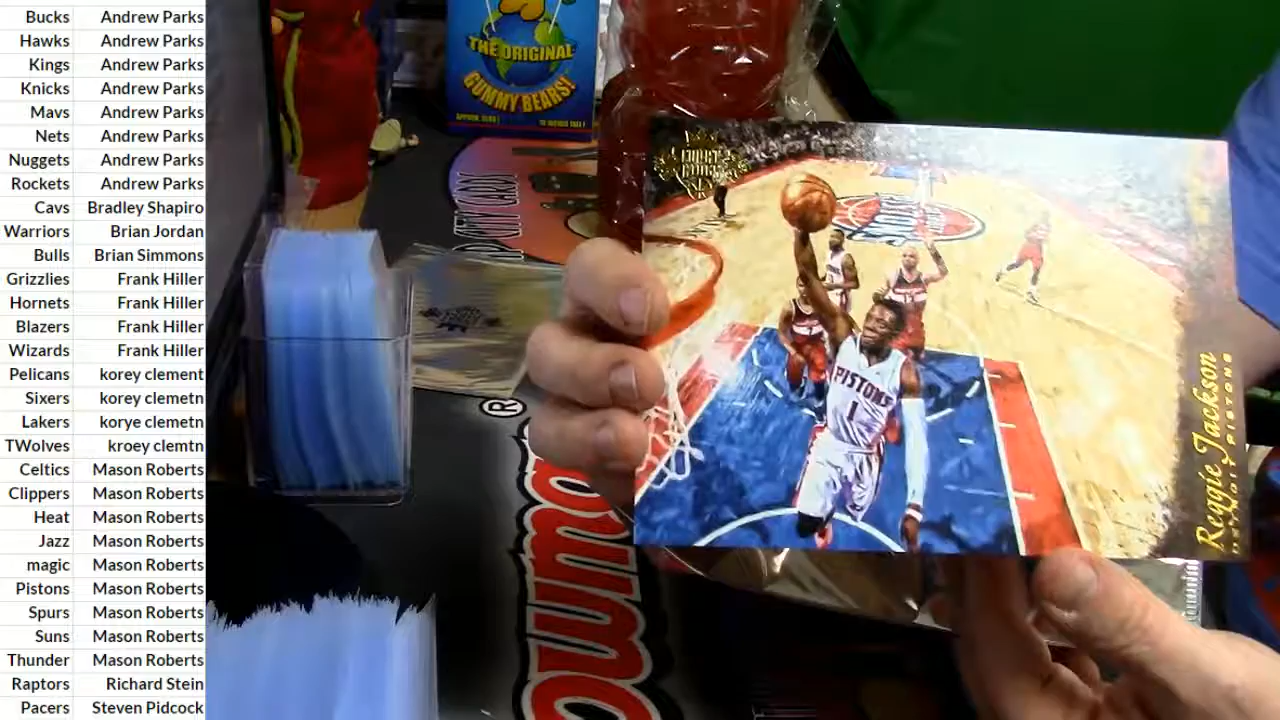 Bucks Andrew Parks
Hawks Andrew Parks
Kings Andrew Parks
Knicks Andrew Parks
Mavs Andrew Parks
Nets Andrew Parks
Nuggets Andrew Parks
Rockets Andrew Parks
Cavs Bradley Shapiro
Warriors Brian Jordan
Bulls Brian Simmons
Grizzlies Frank Hiller
Hornets Frank Hiller
Blazers Frank Hiller
Wizards Frank Hiller
Pelicans korey clement
Sixers korey clemetn
Lakers korye clemetn
TWolves kroey clemtn
Celtics Mason Roberts
Clippers Mason Roberts
Heat Mason Roberts
Jazz Mason Roberts
magic Mason Roberts
Pistons Mason Roberts
Spurs Mason Roberts
Suns Mason Roberts
Thunder Mason Roberts
Raptors Richard Stein
Pacers Steven Pidcock
THE ORIGINAL
GUMMY BEARS!
CITY CARDS
®
PISTONS
1
Reggie Jackson
DETROIT PISTONS